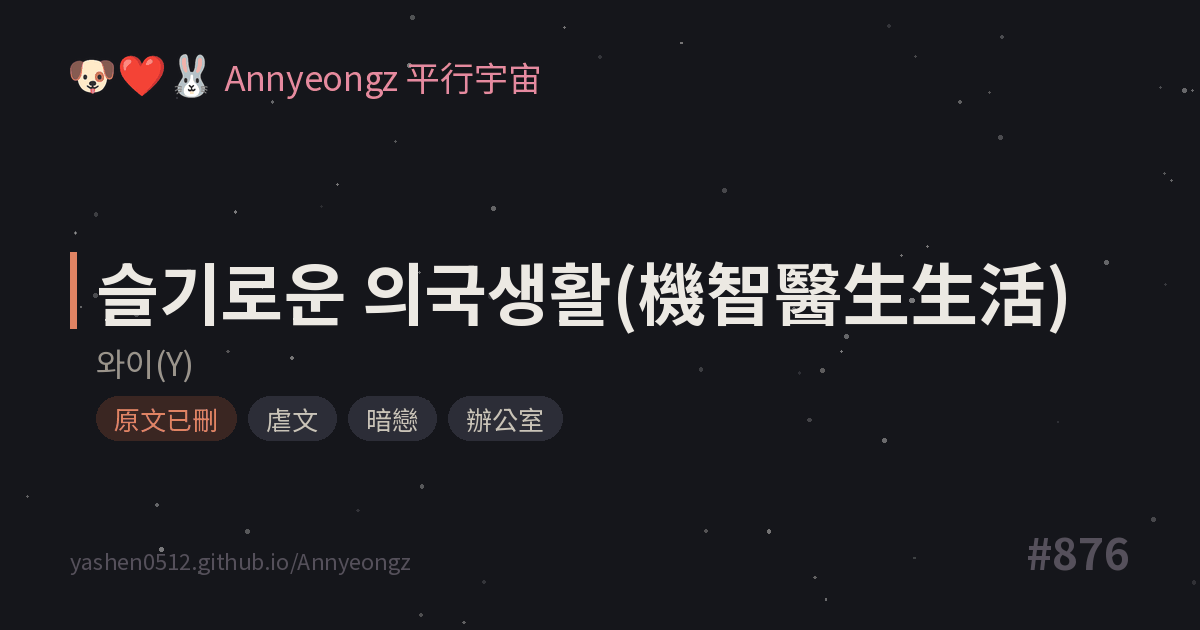 🐶❤️🐰 Annyeongz 平行宇宙
슬기로운 의국생활(機智醫生生活)
와이(Y)
原文已刪 虐文 暗戀 辦公室
yashen0512.github.io/Annyeongz
#876